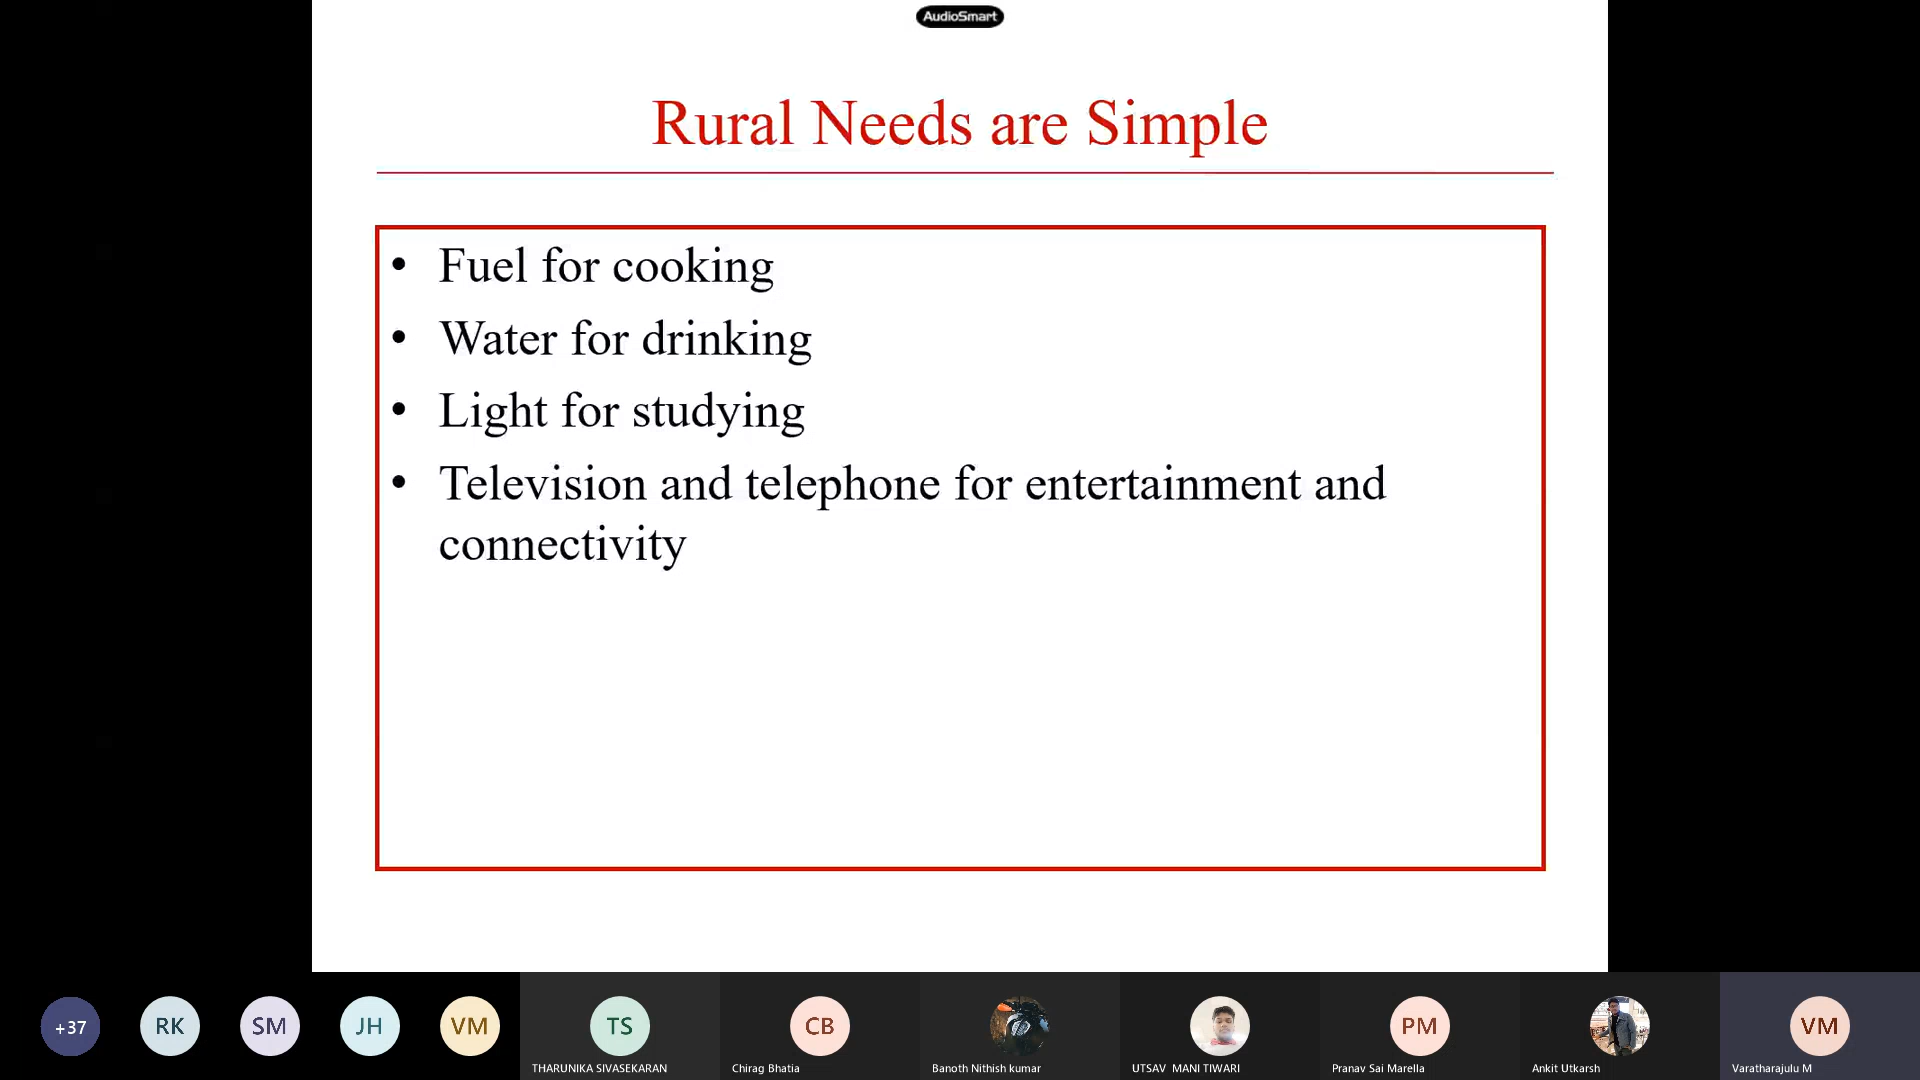 AudioSmart
Rural Needs are Simple
• Fuel for cooking
• Water for drinking
• Light for studying
• Television and telephone for entertainment and
connectivity
+37
RK
SM
JH
VM
TS
THARUNIKA SIVASEKARAN
CB
Chirag Bhatia
Banoth Nithish kumar
UTSAV MANI TIWARI
PM
Pranav Sai Marella
Ankit Utkarsh
VM
Varatharajulu M